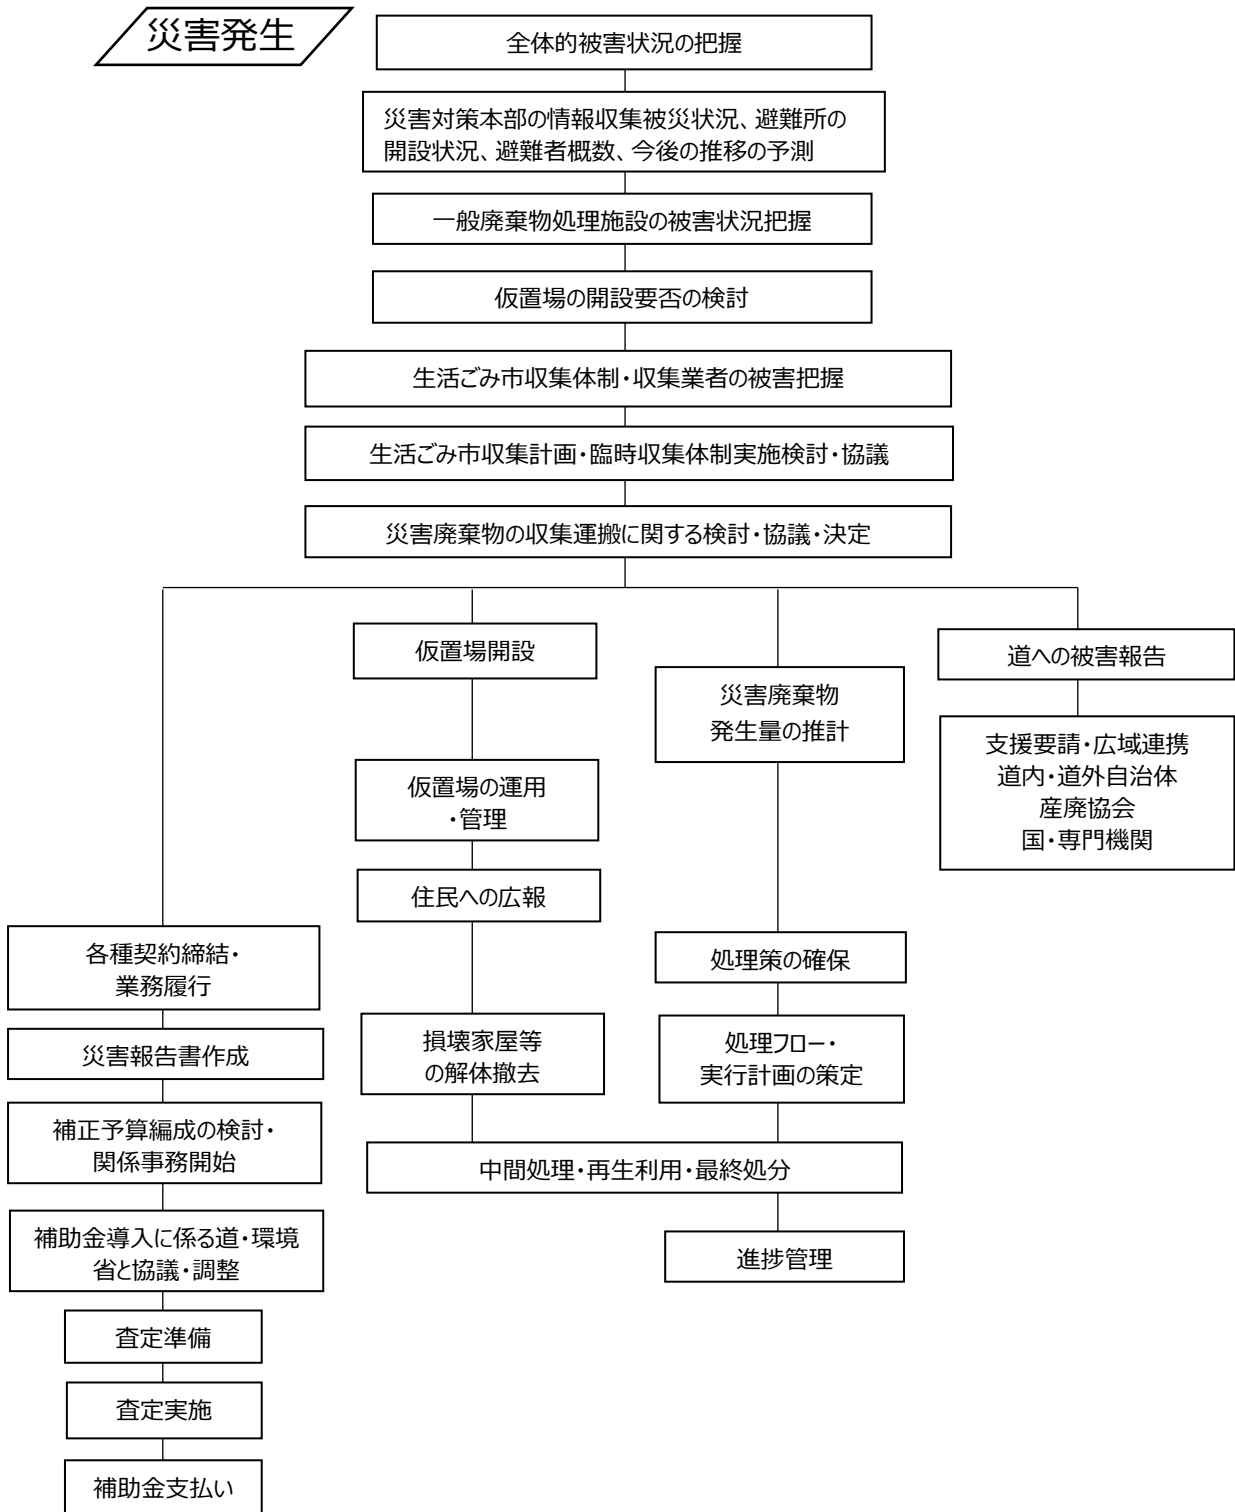 災害発生
全体的被害状況の把握
災害対策本部の情報収集被災状況、避難所の
開設状況、避難者概数、今後の推移の予測
一般廃棄物処理施設の被害状況把握
仮置場の開設要否の検討
生活ごみ市収集体制・収集業者の被害把握
生活ごみ市収集計画・臨時収集体制実施検討・協議
災害廃棄物の収集運搬に関する検討・協議・決定
各種契約締結・
業務履行
災害報告書作成
補正予算編成の検討・
関係事務開始
補助金導入に係る道・環境
省と協議・調整
査定準備
査定実施
補助金支払い
仮置場開設
仮置場の運用
・管理
住民への広報
損壊家屋等
の解体撤去
災害廃棄物
発生量の推計
処理策の確保
処理フロー・
実行計画の策定
中間処理・再生利用・最終処分
進捗管理
道への被害報告
支援要請・広域連携
道内・道外自治体
産廃協会
国・専門機関